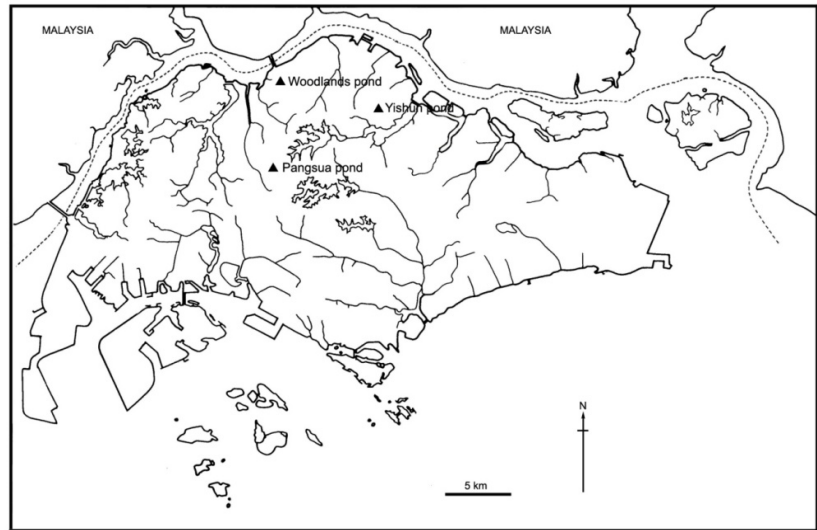 MALAYSIA
MALAYSIA
Woodlands pond
Yishun pond
Pangsua pond
N
5 km